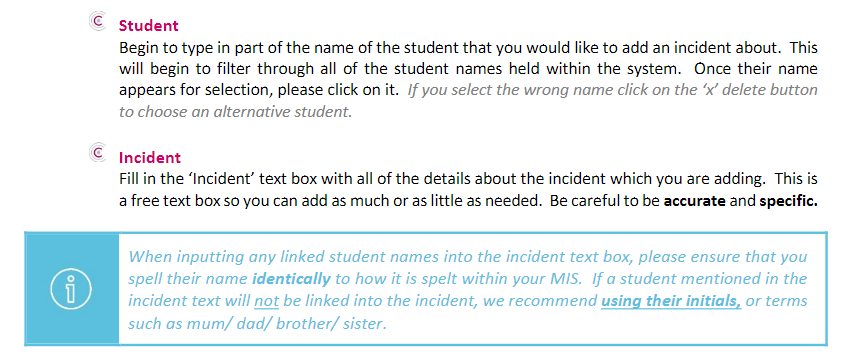 Student
Begin to type in part of the name of the student that you would like to add an incident about.  This
will begin to filter through all of the student names held within the system.  Once their name
appears for selection, please click on it.  If you select the wrong name click on the ‘x’ delete button
to choose an alternative student.
Incident
Fill in the ‘Incident’ text box with all of the details about the incident which you are adding.  This is
a free text box so you can add as much or as little as needed.  Be careful to be accurate and specific.
When inputting any linked student names into the incident text box, please ensure that you
spell their name identically to how it is spelt within your MIS.  If a student mentioned in the
incident text will not be linked into the incident, we recommend using their initials, or terms
such as mum/ dad/ brother/ sister.